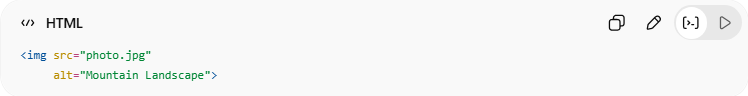 HTML
<img src="photo.jpg"
     alt="Mountain Landscape">